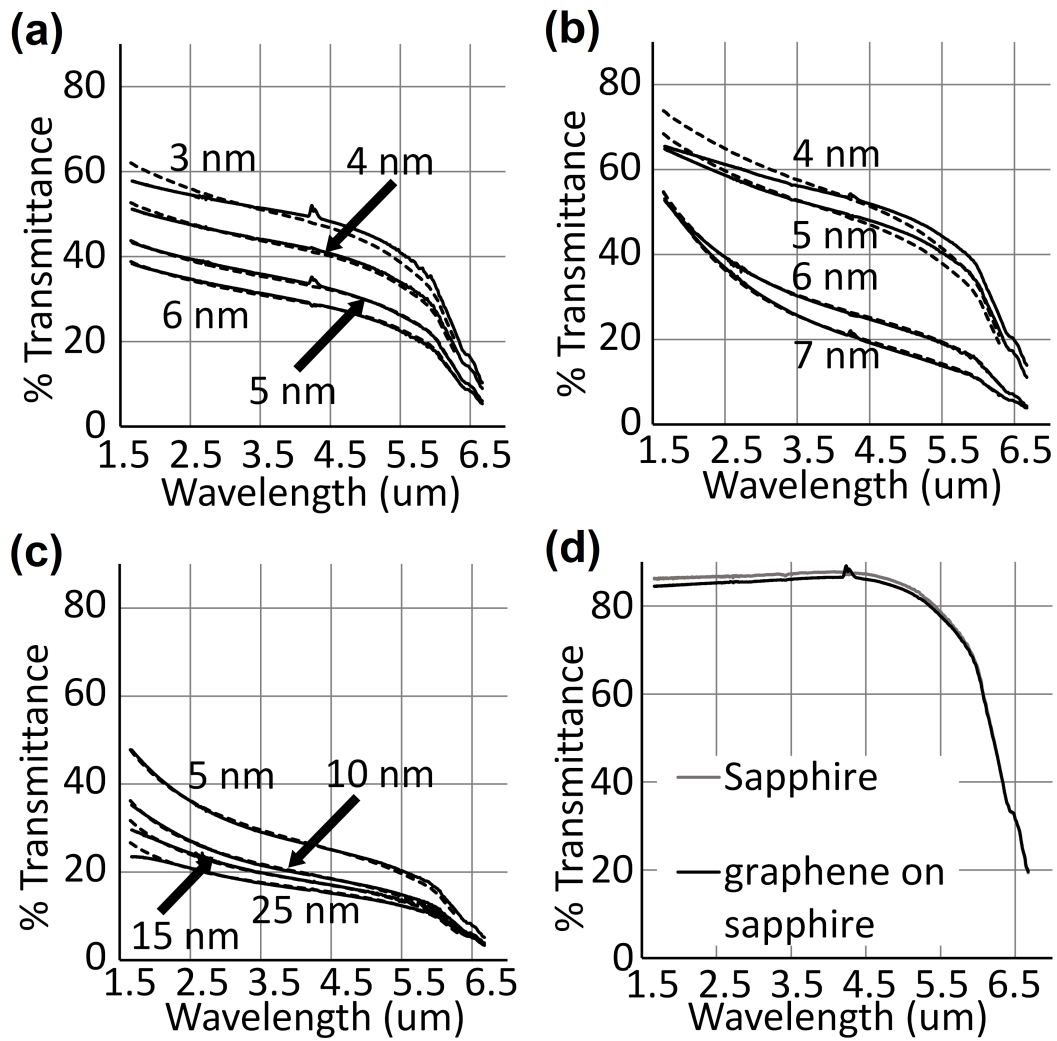 (a)
% Transmittance
80
60
40
20
0
3 nm
4 nm
6 nm
5 nm
1.5 2.5 3.5 4.5 5.5 6.5
Wavelength (um)
(b)
% Transmittance
80
60
40
20
0
4 nm
5 nm
6 nm
7 nm
1.5 2.5 3.5 4.5 5.5 6.5
Wavelength (um)
(c)
% Transmittance
80
60
40
20
0
5 nm
10 nm
25 nm
15 nm
1.5 2.5 3.5 4.5 5.5 6.5
Wavelength (um)
(d)
% Transmittance
80
60
40
20
0
Sapphire
graphene on
sapphire
1.5 2.5 3.5 4.5 5.5 6.5
Wavelength (um)